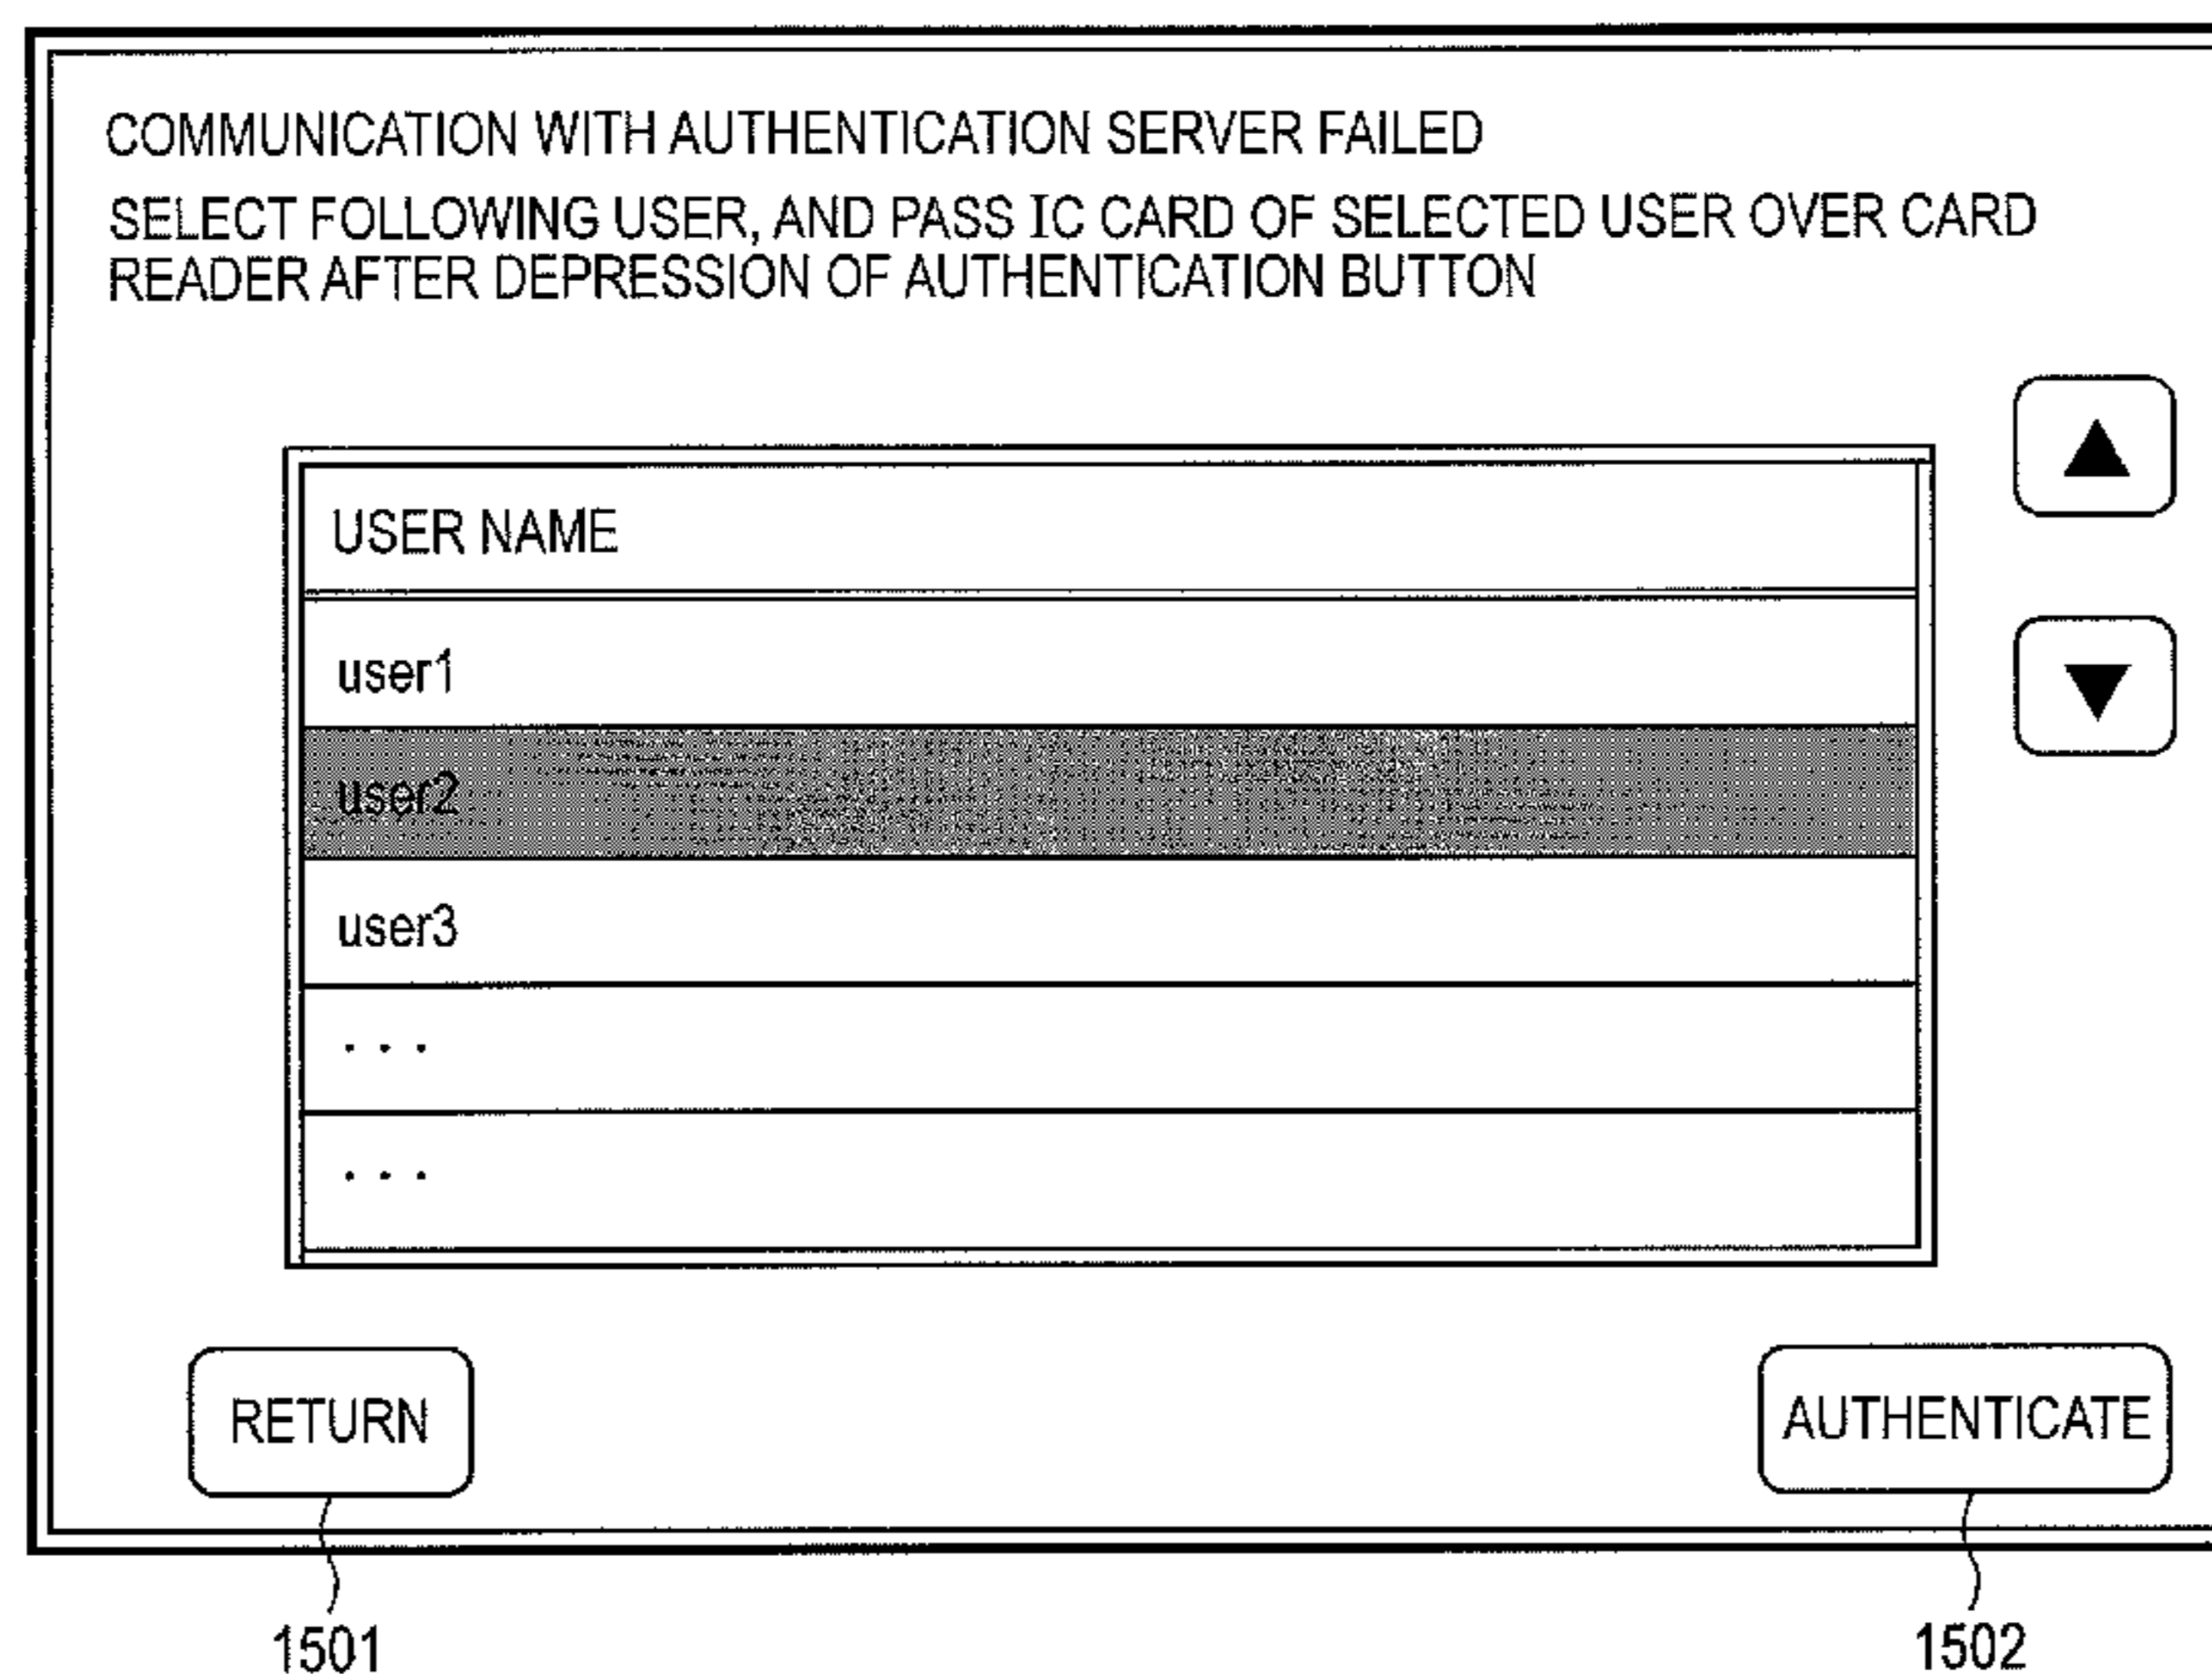 COMMUNICATION WITH AUTHENTICATION SERVER FAILED
SELECT FOLLOWING USER, AND PASS IC CARD OF SELECTED USER OVER CARD
READER AFTER DEPRESSION OF AUTHENTICATION BUTTON
USER NAME
user1
user2
user3
. . .
. . .
RETURN
AUTHENTICATE
1501
1502